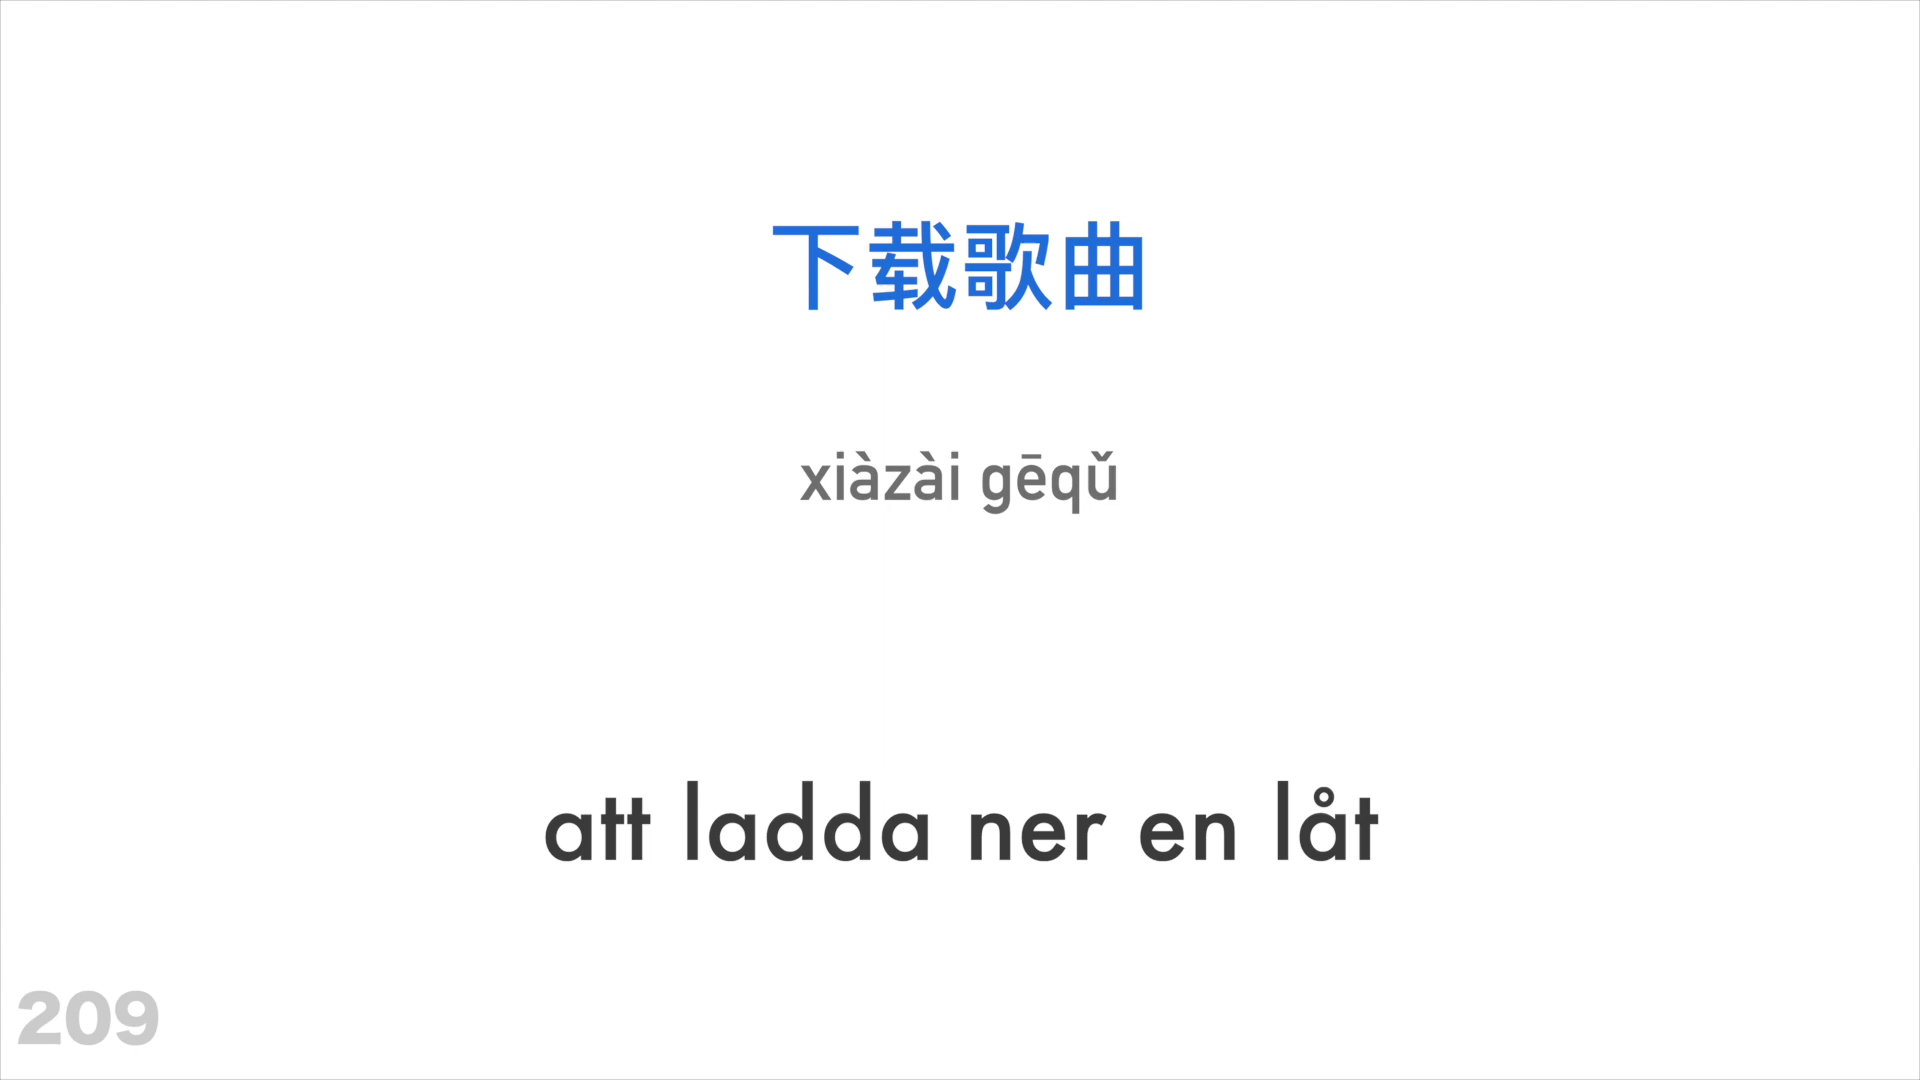 下载歌曲
xiàzài gēqǔ
att ladda ner en låt
209